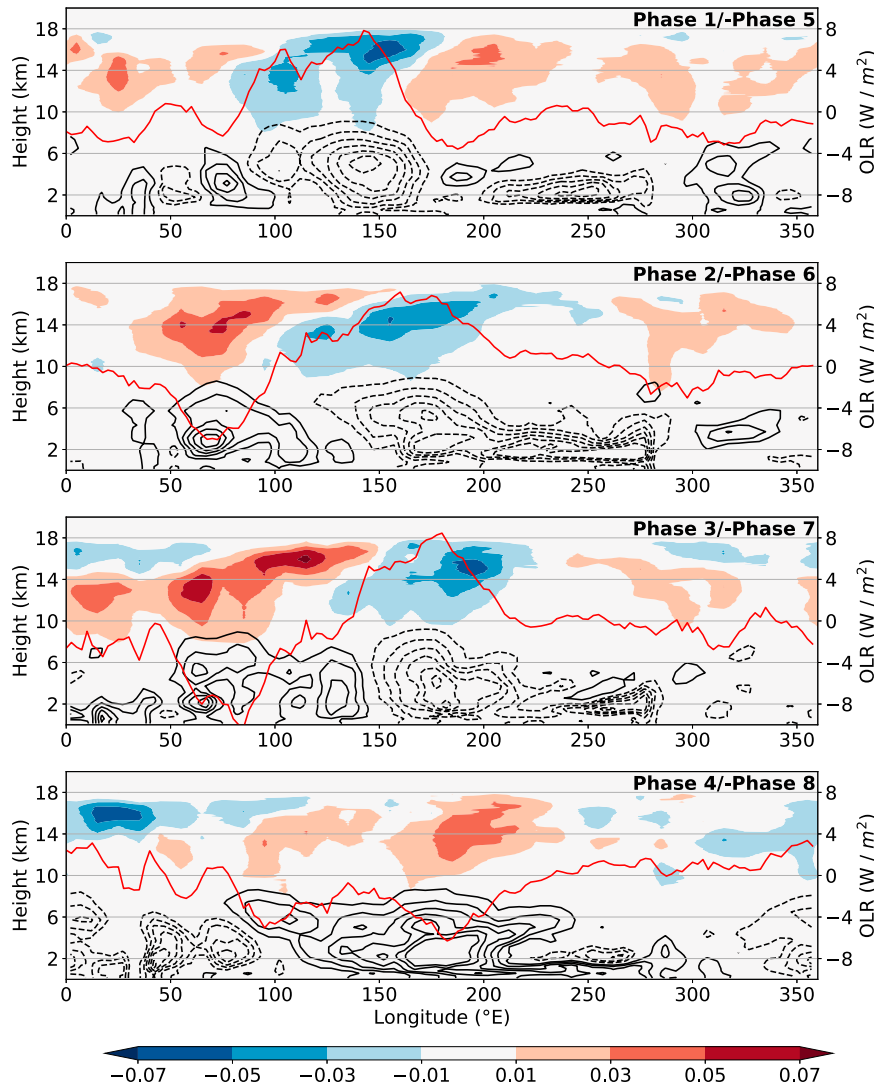 Phase 1/-Phase 5
Height (km)
18
14
10
6
2
8
4
0
−4
−8
OLR (W / m²)
0 50 100 150 200 250 300 350
Phase 2/-Phase 6
Height (km)
18
14
10
6
2
8
4
0
−4
−8
OLR (W / m²)
0 50 100 150 200 250 300 350
Phase 3/-Phase 7
Height (km)
18
14
10
6
2
8
4
0
−4
−8
OLR (W / m²)
0 50 100 150 200 250 300 350
Phase 4/-Phase 8
Height (km)
18
14
10
6
2
8
4
0
−4
−8
OLR (W / m²)
0 50 100 150 200 250 300 350
Longitude (°E)
−0.07 −0.05 −0.03 −0.01 0.01 0.03 0.05 0.07